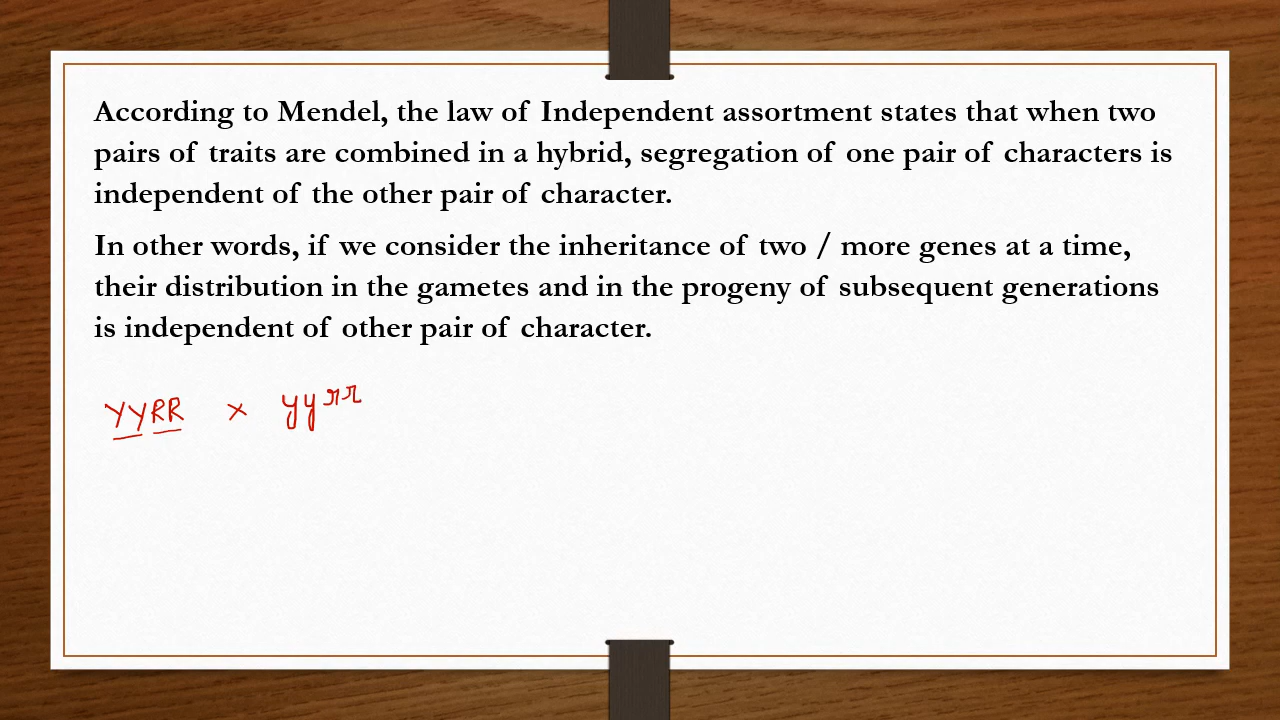 According to Mendel, the law of Independent assortment states that when two
pairs of traits are combined in a hybrid, segregation of one pair of characters is
independent of the other pair of character.
In other words, if we consider the inheritance of two / more genes at a time,
their distribution in the gametes and in the progeny of subsequent generations
is independent of other pair of character.
YYRR × yyrr